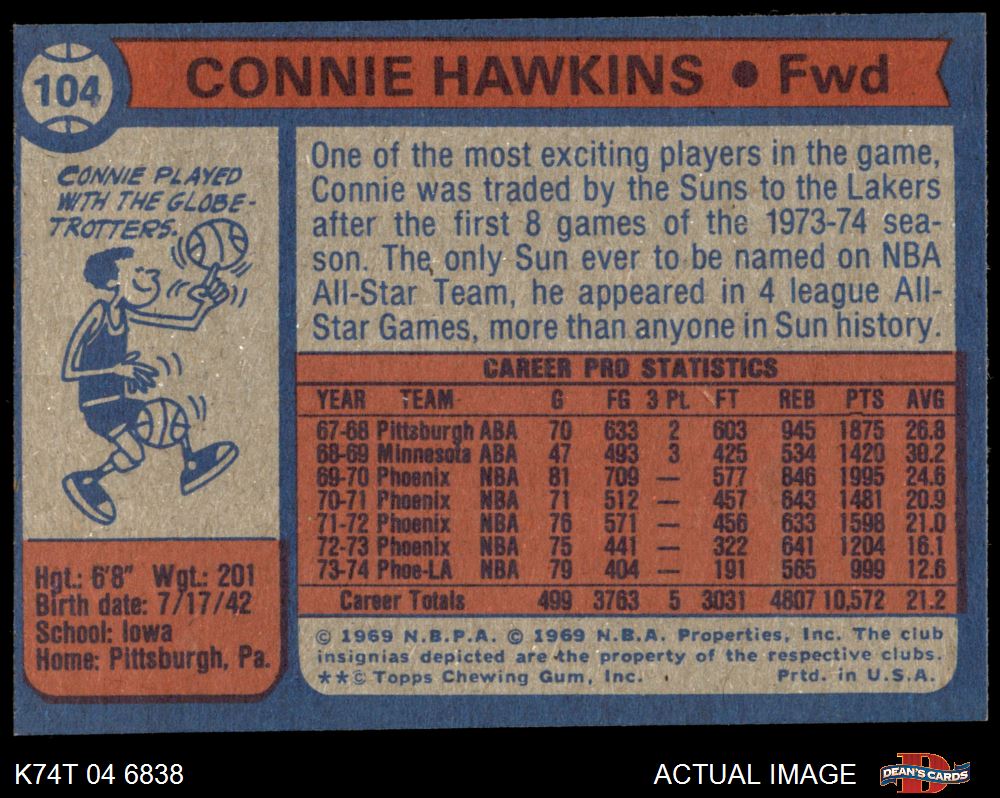 104
CONNIE HAWKINS • Fwd
CONNIE PLAYED
WITH THE GLOBE-
TROTTERS.
One of the most exciting players in the game,
Connie was traded by the Suns to the Lakers
after the first 8 games of the 1973-74 sea-
son. The only Sun ever to be named on NBA
All-Star Team, he appeared in 4 league All-
Star Games, more than anyone in Sun history.
CAREER PRO STATISTICS
YEAR TEAM G FG 3 Pt. FT REB PTS AVG
67-68 Pittsburgh ABA 70 633 2 603 945 1875 26.8
68-69 Minnesota ABA 47 493 3 425 534 1420 30.2
69-70 Phoenix NBA 81 709 — 577 846 1995 24.6
70-71 Phoenix NBA 71 512 — 457 643 1481 20.9
71-72 Phoenix NBA 76 571 — 456 633 1598 21.0
72-73 Phoenix NBA 75 441 — 322 641 1204 16.1
73-74 Phoe-LA NBA 79 404 — 191 565 999 12.6
Career Totals 499 3763 5 3031 4807 10,572 21.2
Hgt.: 6'8" Wgt.: 201
Birth date: 7/17/42
School: Iowa
Home: Pittsburgh, Pa.
© 1969 N.B.P.A. © 1969 N.B.A. Properties, Inc. The club
insignias depicted are the property of the respective clubs.
**© Topps Chewing Gum, Inc. Prtd. in U.S.A.
K74T 04 6838
ACTUAL IMAGE
D
DEAN'S CARDS